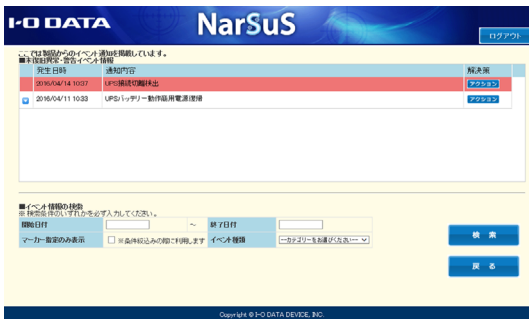 I-O DATA
NarSuS
ログアウト
ここでは製品からのイベント通知を掲載しています。
■未復旧異常・警告イベント情報
発生日時 通知内容 解決策
2016/04/14 10:37 UPS接続切離検出 アクション
2016/04/11 10:33 UPSバッテリー動作商用電源復帰 アクション
■イベント情報の検索
※ 検索条件のいずれかを必ず入力してください。
開始日付 ~ 終了日付
マーカー指定のみ表示 ※条件絞込みの際に利用します イベント種類 ---カテゴリーをお選びください---
検 索
戻 る
Copyright © I-O DATA DEVICE, INC.